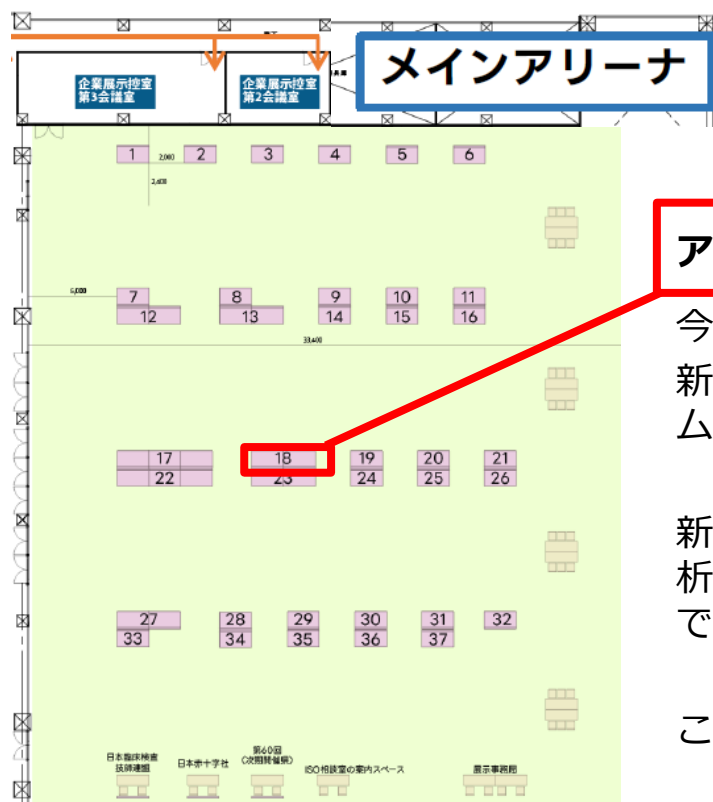 メインアリーナ
企業展示控室
第3会議室
企業展示控室
第2会議室
1 2,000 2 3 4 5 6
2,400
6,000
7 8 9 10 11
12 13 14 15 16
33,400
17 18 19 20 21
22 23 24 25 26
27 28 29 30 31 32
33 34 35 36 37
日本臨床検査
技師連盟
日本赤十字社
第60回
(次期開催県)
ISO相談室の案内スペース
展示事務局
ア
今
新
ム
新
析
で
こ